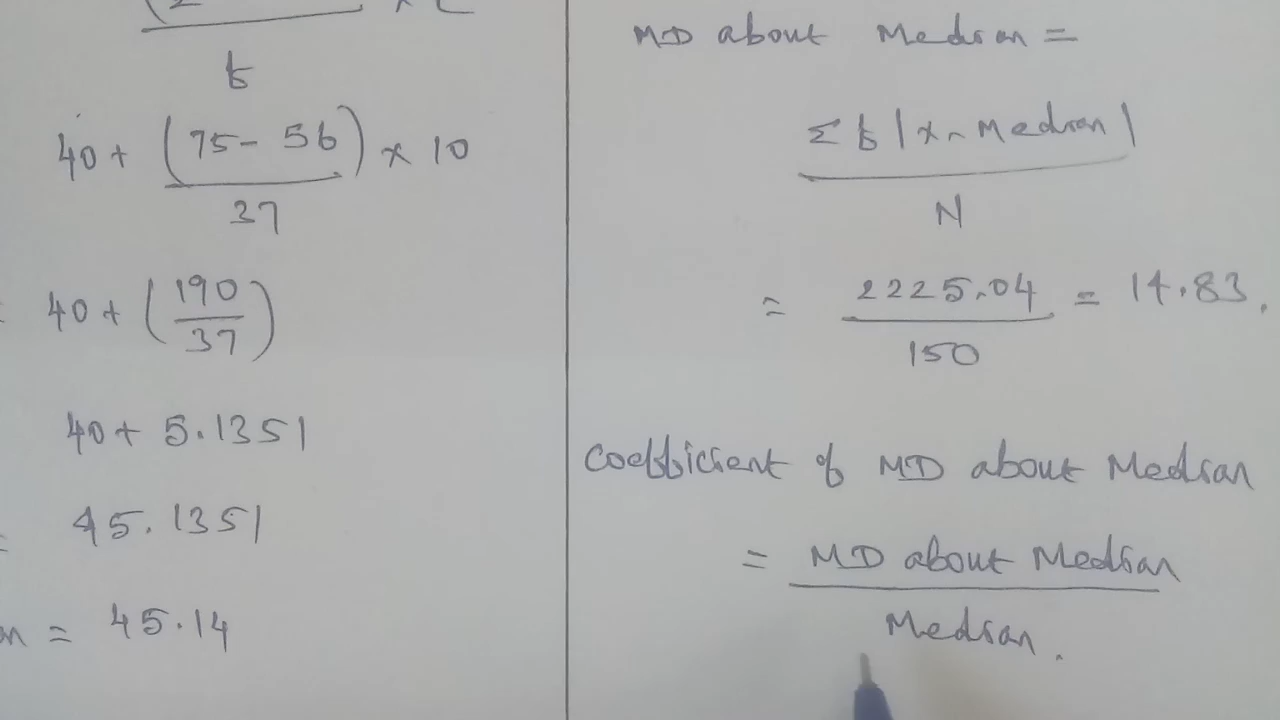 f
40 + (75 - 56) × 10
37
= 40 + (190
37)
40 + 5.1351
= 45.1351
= 45.14
MD about Median =
Σ f | x - Median |
N
= 2225.04 = 14.83.
150
Coefficient of MD about Median
= MD about Median
Median.